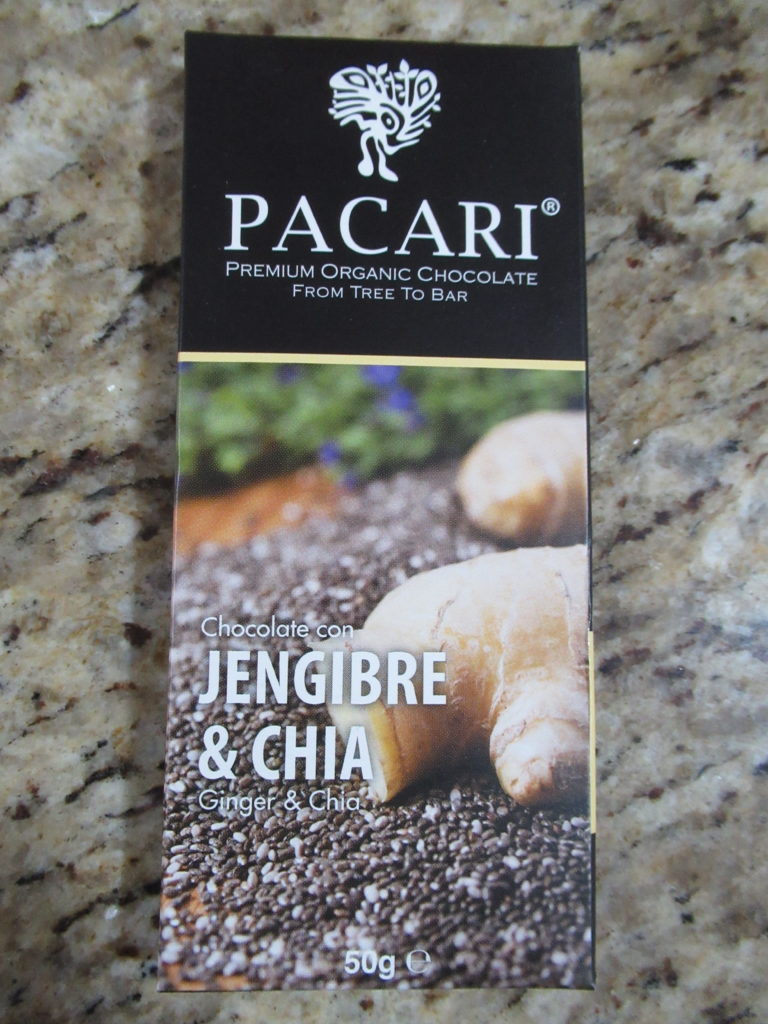 PACARI®
PREMIUM ORGANIC CHOCOLATE
FROM TREE TO BAR
Chocolate con
JENGIBRE
& CHIA
Ginger & Chia
50g ℮